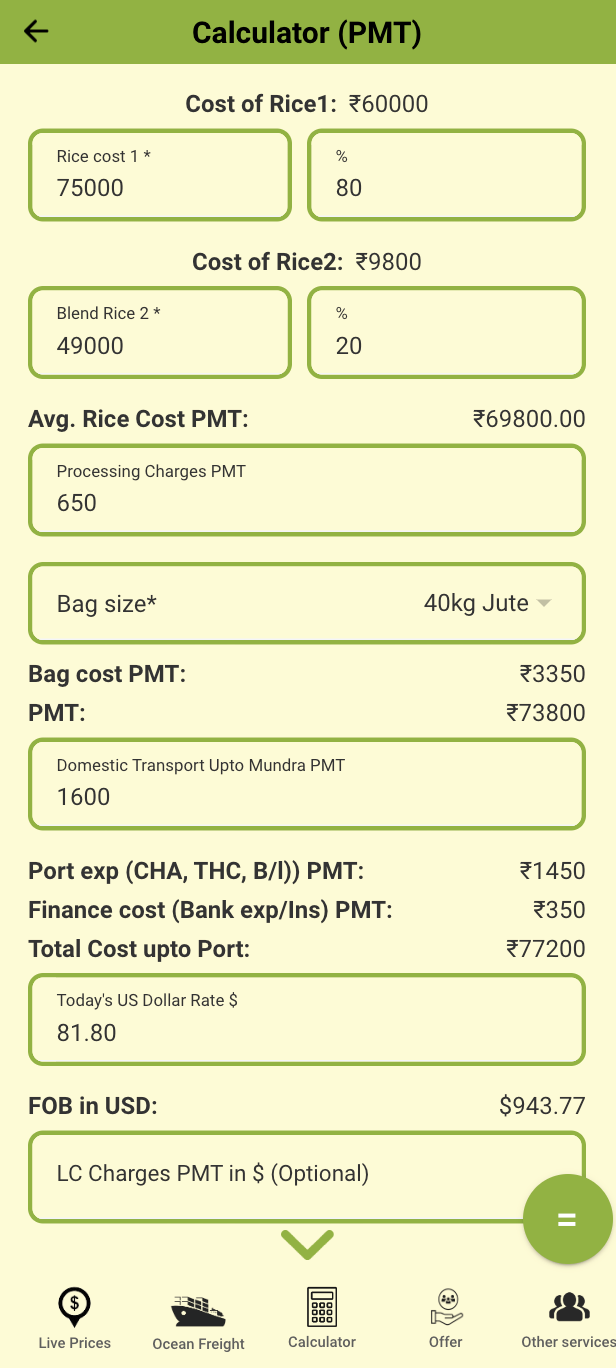 Calculator (PMT)
Cost of Rice1: ₹60000
Rice cost 1 * %
75000 80
Cost of Rice2: ₹9800
Blend Rice 2 * %
49000 20
Avg. Rice Cost PMT: ₹69800.00
Processing Charges PMT
650
Bag size* 40kg Jute
Bag cost PMT: ₹3350
PMT: ₹73800
Domestic Transport Upto Mundra PMT
1600
Port exp (CHA, THC, B/l)) PMT: ₹1450
Finance cost (Bank exp/Ins) PMT: ₹350
Total Cost upto Port: ₹77200
Today's US Dollar Rate $
81.80
FOB in USD: $943.77
LC Charges PMT in $ (Optional)
=
$
Live Prices Ocean Freight Calculator Offer Other services